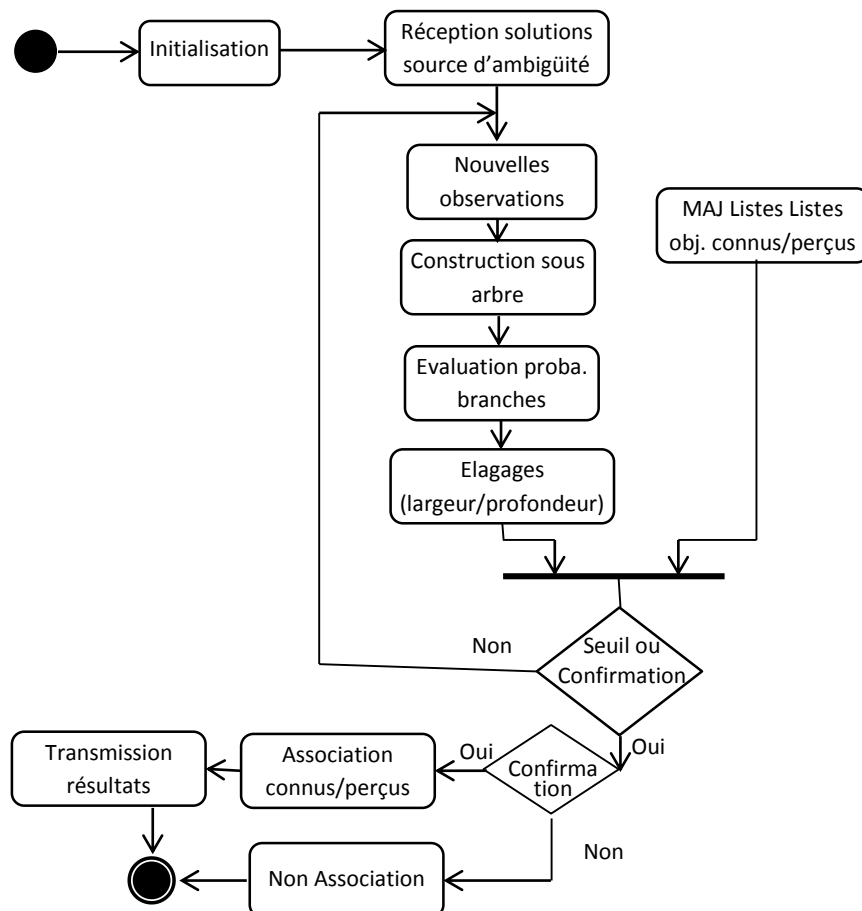 Initialisation
Réception solutions
source d’ambigüité
Nouvelles
observations
MAJ Listes Listes
obj. connus/perçus
Construction sous
arbre
Evaluation proba.
branches
Elagages
(largeur/profondeur)
Non
Seuil ou
Confirmation
Transmission
résultats
Association
connus/perçus
Oui
Confirma
tion
Oui
Non Association
Non